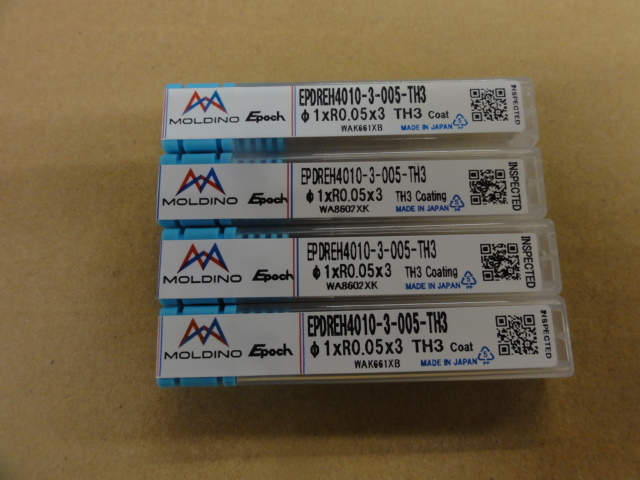 MOLDINO Epoch
EPDREH4010-3-005-TH3
Φ1xR0.05x3 TH3 Coat
WAK661XB MADE IN JAPAN
INSPECTED
MOLDINO Epoch
EPDREH4010-3-005-TH3
Φ1xR0.05x3 TH3 Coating
WA8602XK MADE IN JAPAN
INSPECTED
MOLDINO Epoch
EPDREH4010-3-005-TH3
Φ1xR0.05x3 TH3 Coating
WA8602XK MADE IN JAPAN
INSPECTED
MOLDINO Epoch
EPDREH4010-3-005-TH3
Φ1xR0.05x3 TH3 Coat
WAK661XB MADE IN JAPAN
INSPECTED